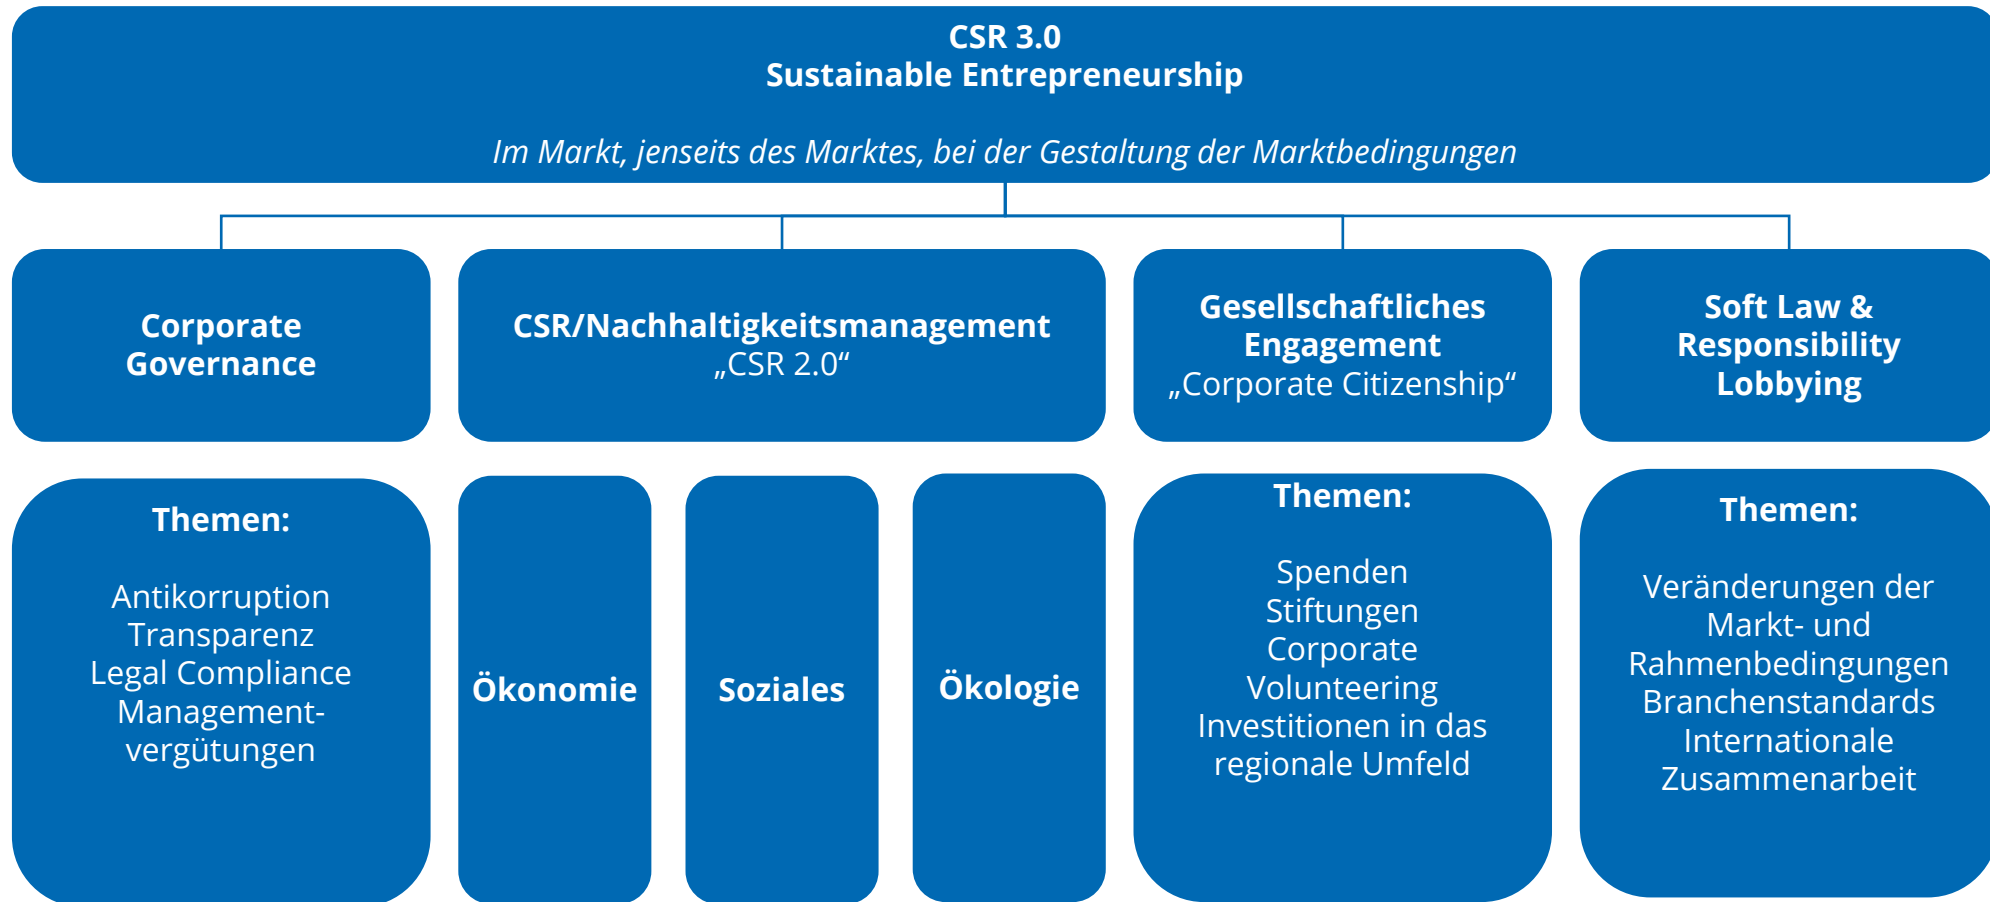 CSR 3.0
Sustainable Entrepreneurship
Im Markt, jenseits des Marktes, bei der Gestaltung der Marktbedingungen
Corporate
Governance
CSR/Nachhaltigkeitsmanagement
„CSR 2.0“
Gesellschaftliches
Engagement
„Corporate Citizenship“
Soft Law &
Responsibility
Lobbying
Themen:
Antikorruption
Transparenz
Legal Compliance
Management-
vergütungen
Ökonomie
Soziales
Ökologie
Themen:
Spenden
Stiftungen
Corporate
Volunteering
Investitionen in das
regionale Umfeld
Themen:
Veränderungen der
Markt- und
Rahmenbedingungen
Branchenstandards
Internationale
Zusammenarbeit